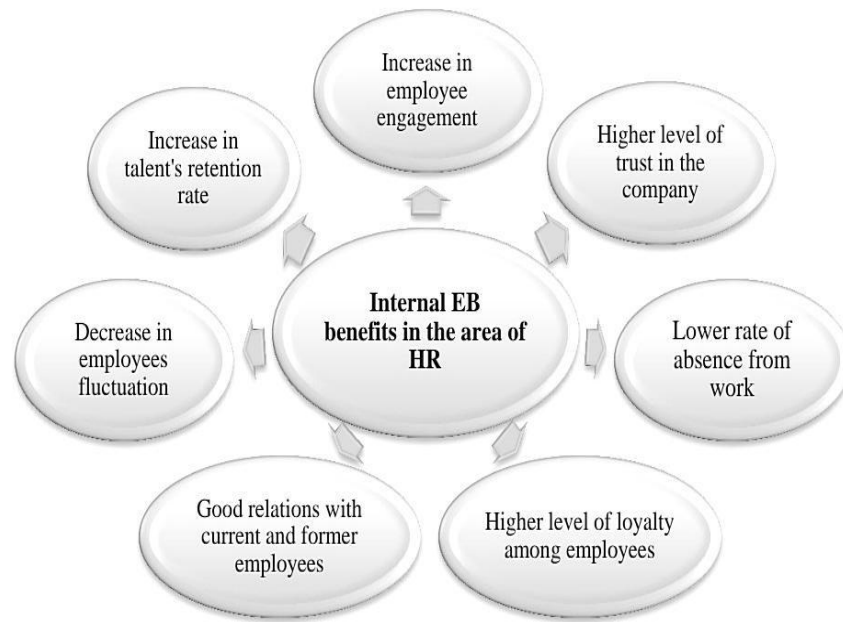 Increase in
employee
engagement
Increase in
talent's retention
rate
Higher level of
trust in the
company
Internal EB
benefits in the area of
HR
Decrease in
employees
fluctuation
Lower rate of
absence from
work
Good relations with
current and former
employees
Higher level of loyalty
among employees